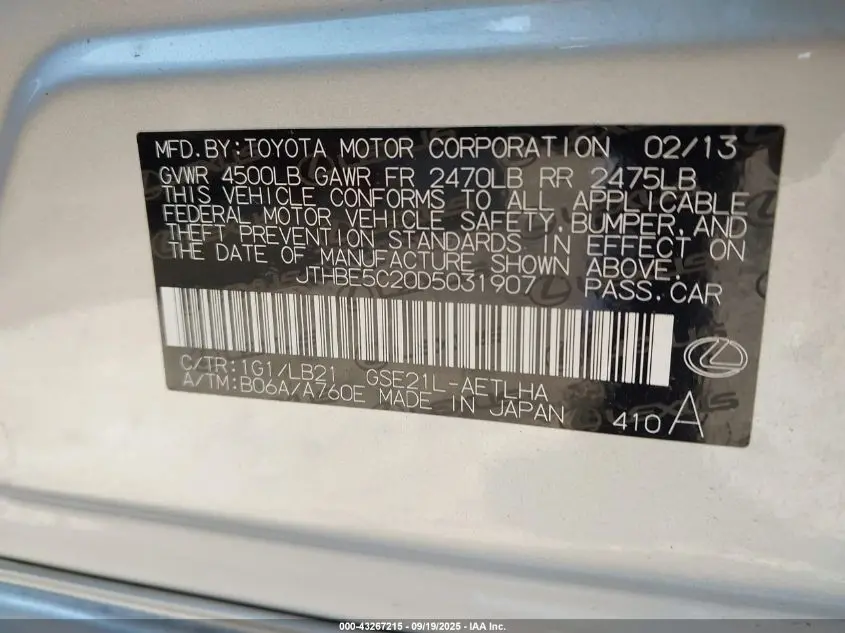 MFD.BY:TOYOTA MOTOR CORPORATION 02/13
GVWR 4500LB GAWR FR 2470LB RR 2475LB
THIS VEHICLE CONFORMS TO ALL APPLICABLE
FEDERAL MOTOR VEHICLE SAFETY,BUMPER,AND
THEFT PREVENTION STANDARDS IN EFFECT ON
THE DATE OF MANUFACTURE SHOWN ABOVE.
JTHBE5C20D5031907 PASS.CAR
C/TR:1G1/LB21 GSE21L-AETLHA
A/TM:B06A/A760E MADE IN JAPAN
410 A
000-43267215 - 09/19/2025 - IAA Inc.